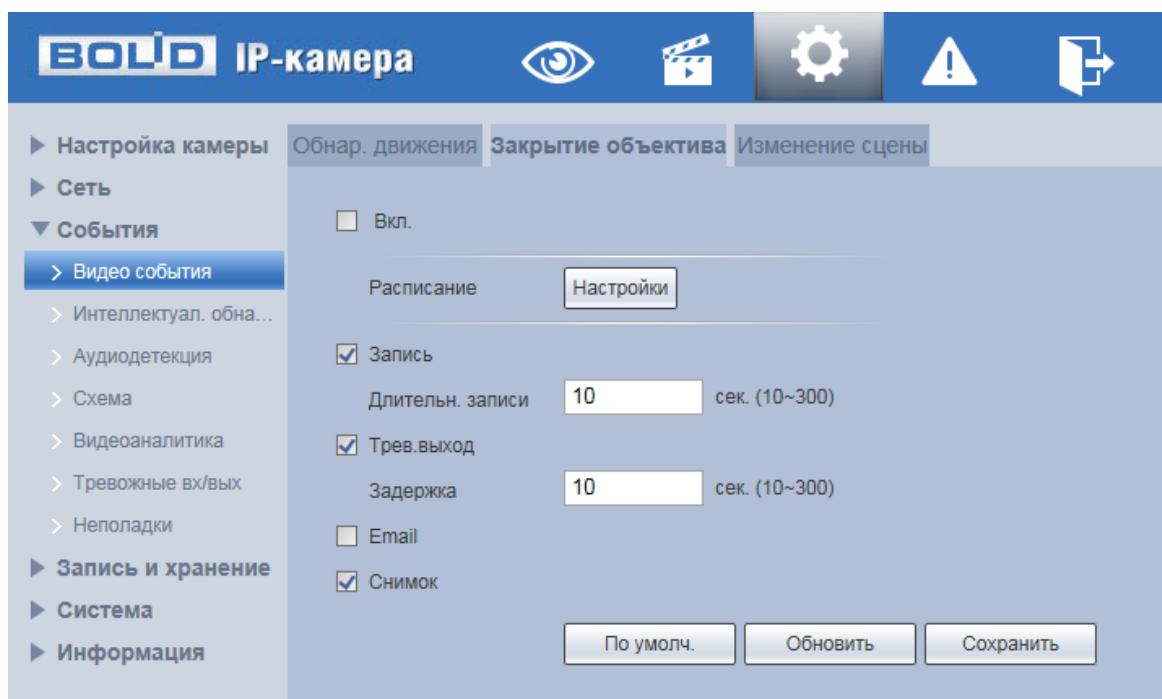 BOLID IP-камера
Настройка камеры
Сеть
События
Видео события
Интеллектуал. обна...
Аудиодетекция
Схема
Видеоаналитика
Тревожные вх/вых
Неполадки
Запись и хранение
Система
Информация
Обнар. движения Закрытие объектива Изменение сцены
Вкл.
Расписание Настройки
Запись
Длительн. записи 10 сек. (10~300)
Трев.выход
Задержка 10 сек. (10~300)
Email
Снимок
По умолч. Обновить Сохранить